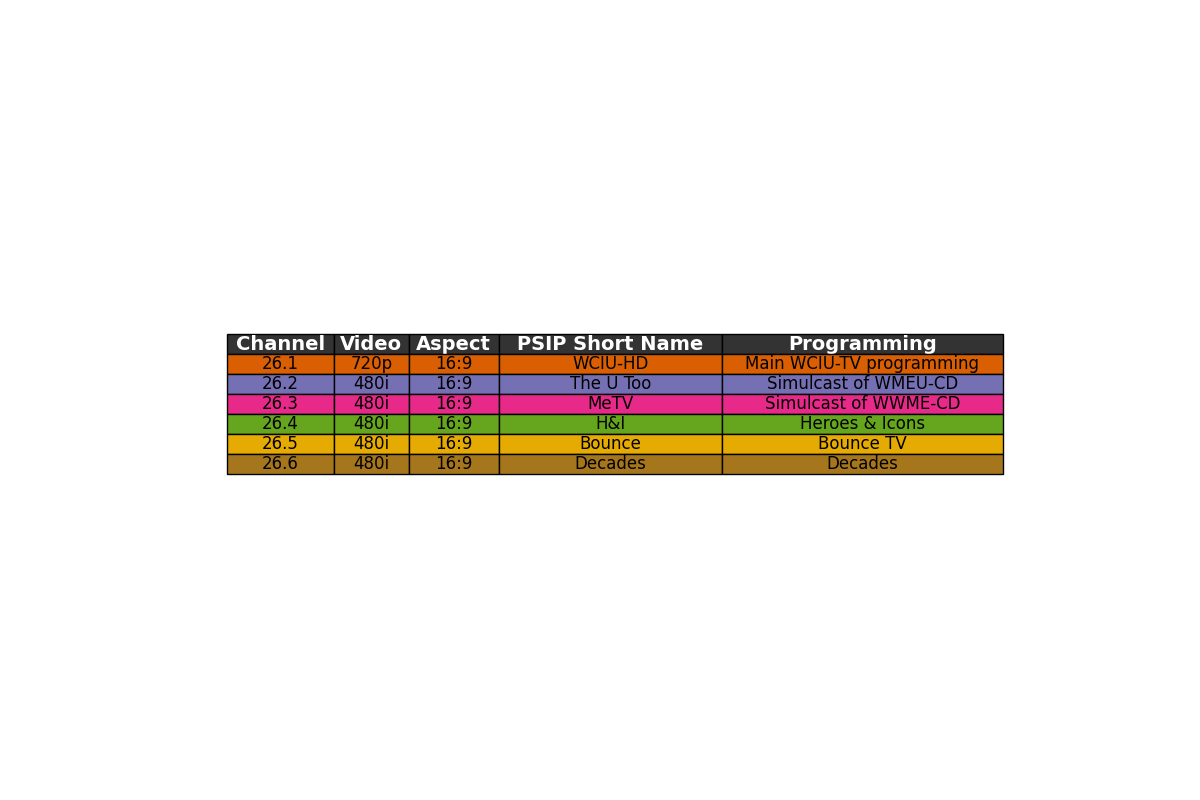 Channel Video Aspect PSIP Short Name Programming
26.1 720p 16:9 WCIU-HD Main WCIU-TV programming
26.2 480i 16:9 The U Too Simulcast of WMEU-CD
26.3 480i 16:9 MeTV Simulcast of WWME-CD
26.4 480i 16:9 H&I Heroes & Icons
26.5 480i 16:9 Bounce Bounce TV
26.6 480i 16:9 Decades Decades